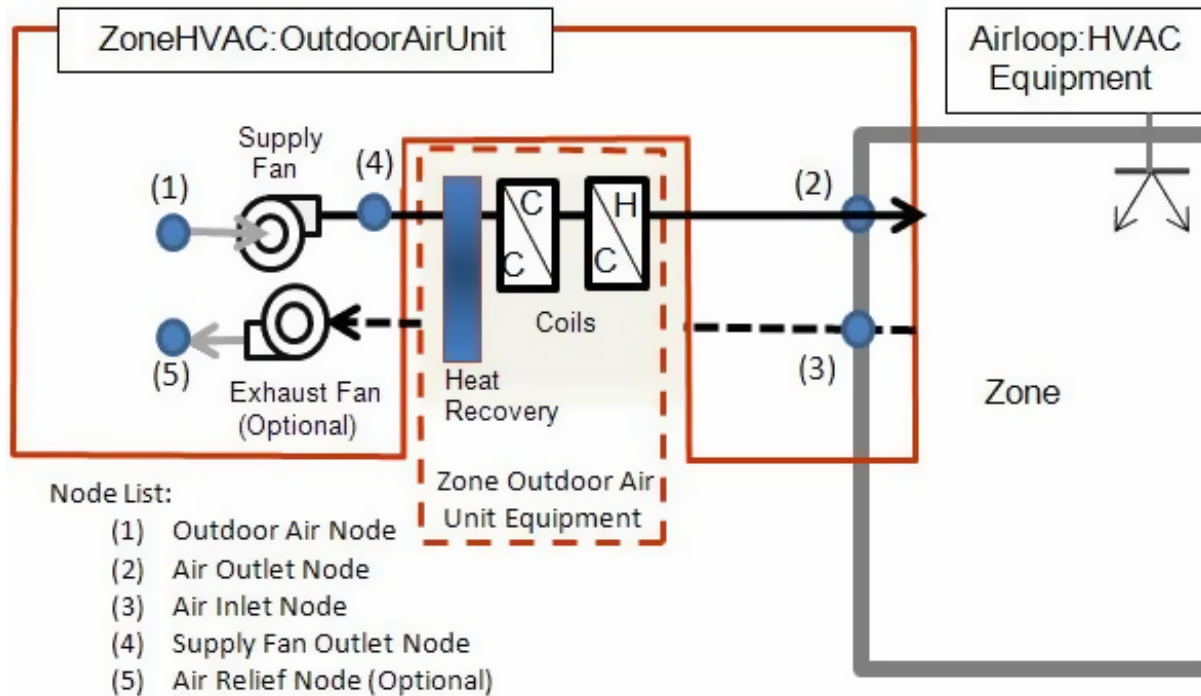 ZoneHVAC:OutdoorAirUnit
Airloop:HVAC
Equipment
Supply
Fan
(1)
(4)
(2)
C
C
H
C
Coils
(5)
Exhaust Fan
(Optional)
Heat
Recovery
(3)
Zone
Zone Outdoor Air
Unit Equipment
Node List:
(1) Outdoor Air Node
(2) Air Outlet Node
(3) Air Inlet Node
(4) Supply Fan Outlet Node
(5) Air Relief Node (Optional)